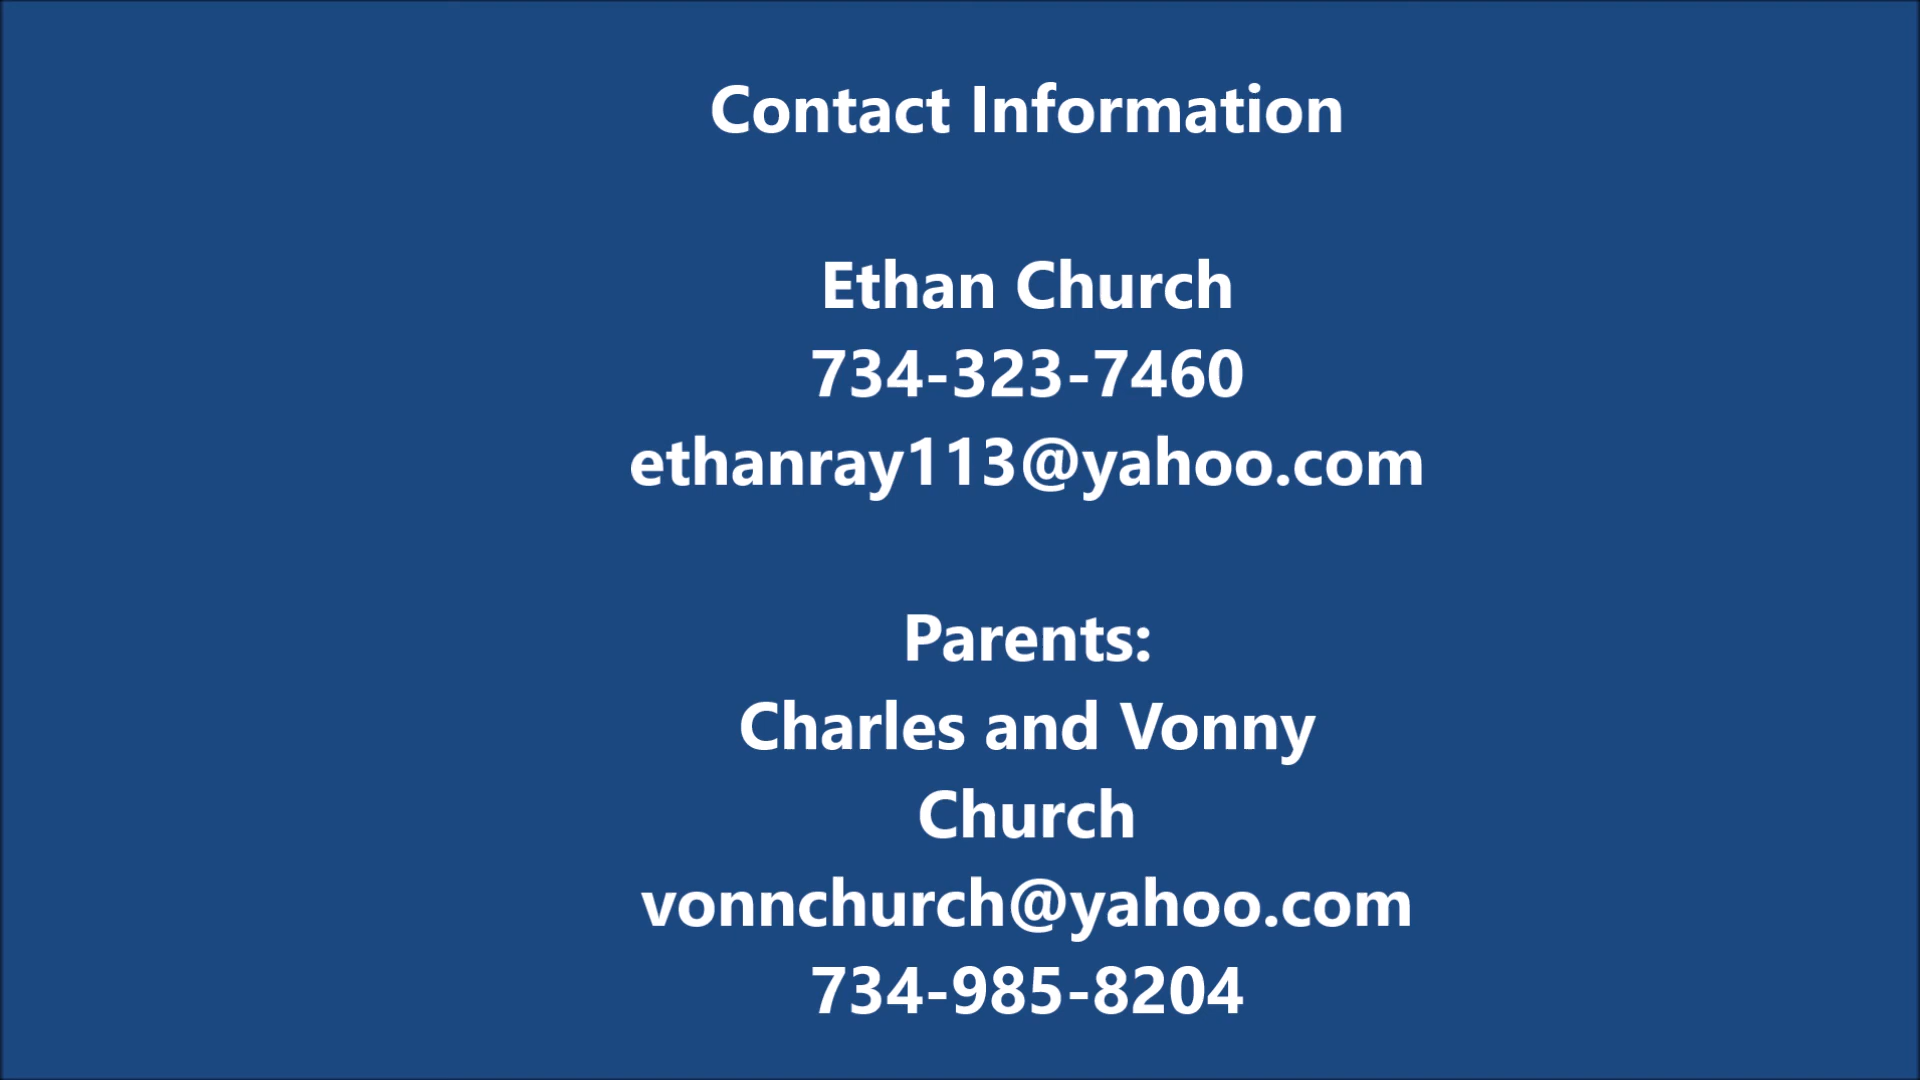 Contact Information
Ethan Church
734-323-7460
ethanray113@yahoo.com
Parents:
Charles and Vonny
Church
vonnchurch@yahoo.com
734-985-8204